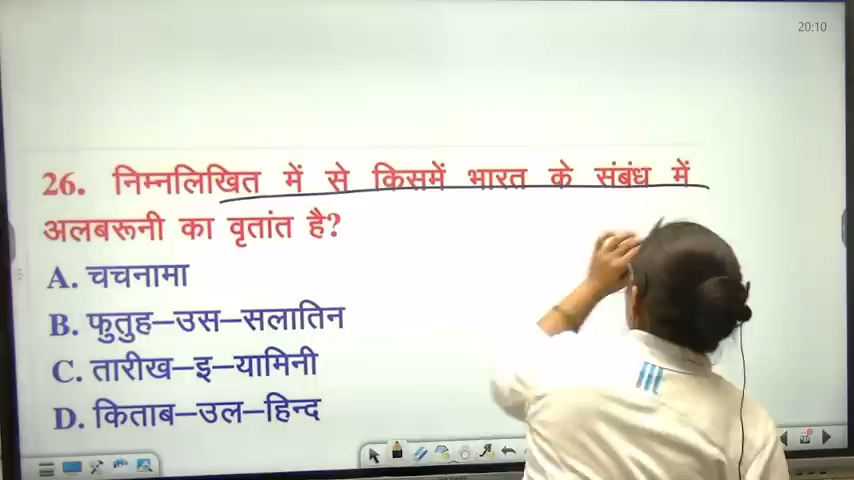 20:10
26. निम्नलिखित में से किसमें भारत के संबंध में
अलबरूनी का वृतांत है?
A. चचनामा
B. फुतुह–उस–सलातिन
C. तारीख–इ–यामिनी
D. किताब–उल–हिन्द